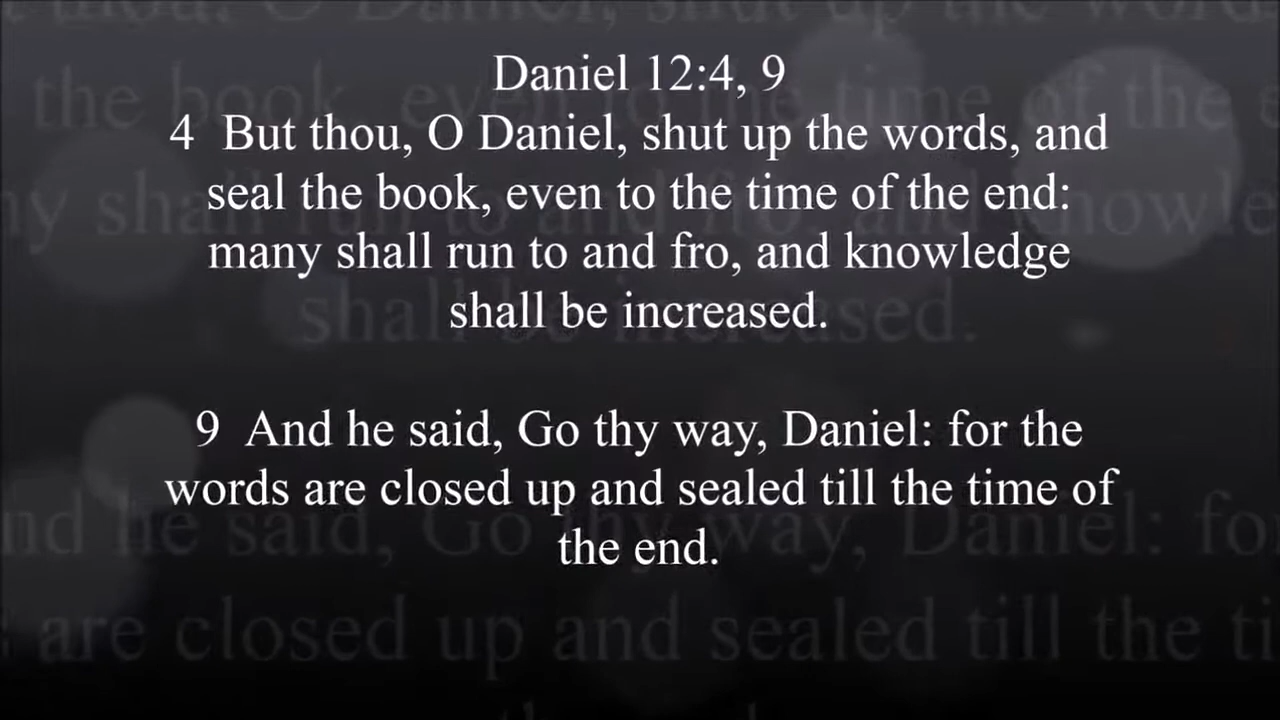 Daniel 12:4, 9
4 But thou, O Daniel, shut up the words, and
seal the book, even to the time of the end:
many shall run to and fro, and knowledge
shall be increased.
9 And he said, Go thy way, Daniel: for the
words are closed up and sealed till the time of
the end.